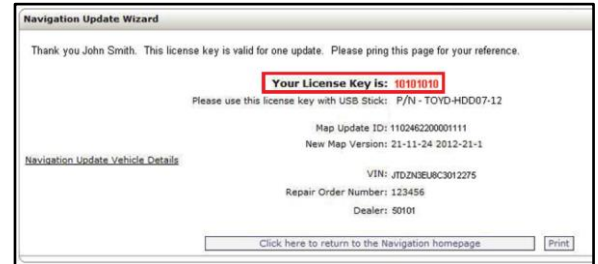 Navigation Update Wizard
Thank you John Smith. This license key is valid for one update. Please pring this page for your reference.
Your License Key is: 10101010
Please use this license key with USB Stick: P/N - TOYD-HDD07-12
Map Update ID: 1102462200001111
New Map Version: 21-11-24 2012-21-1
Navigation Update Vehicle Details
VIN: JTDZN3EU8C3012275
Repair Order Number: 123456
Dealer: 50101
Click here to return to the Navigation homepage Print